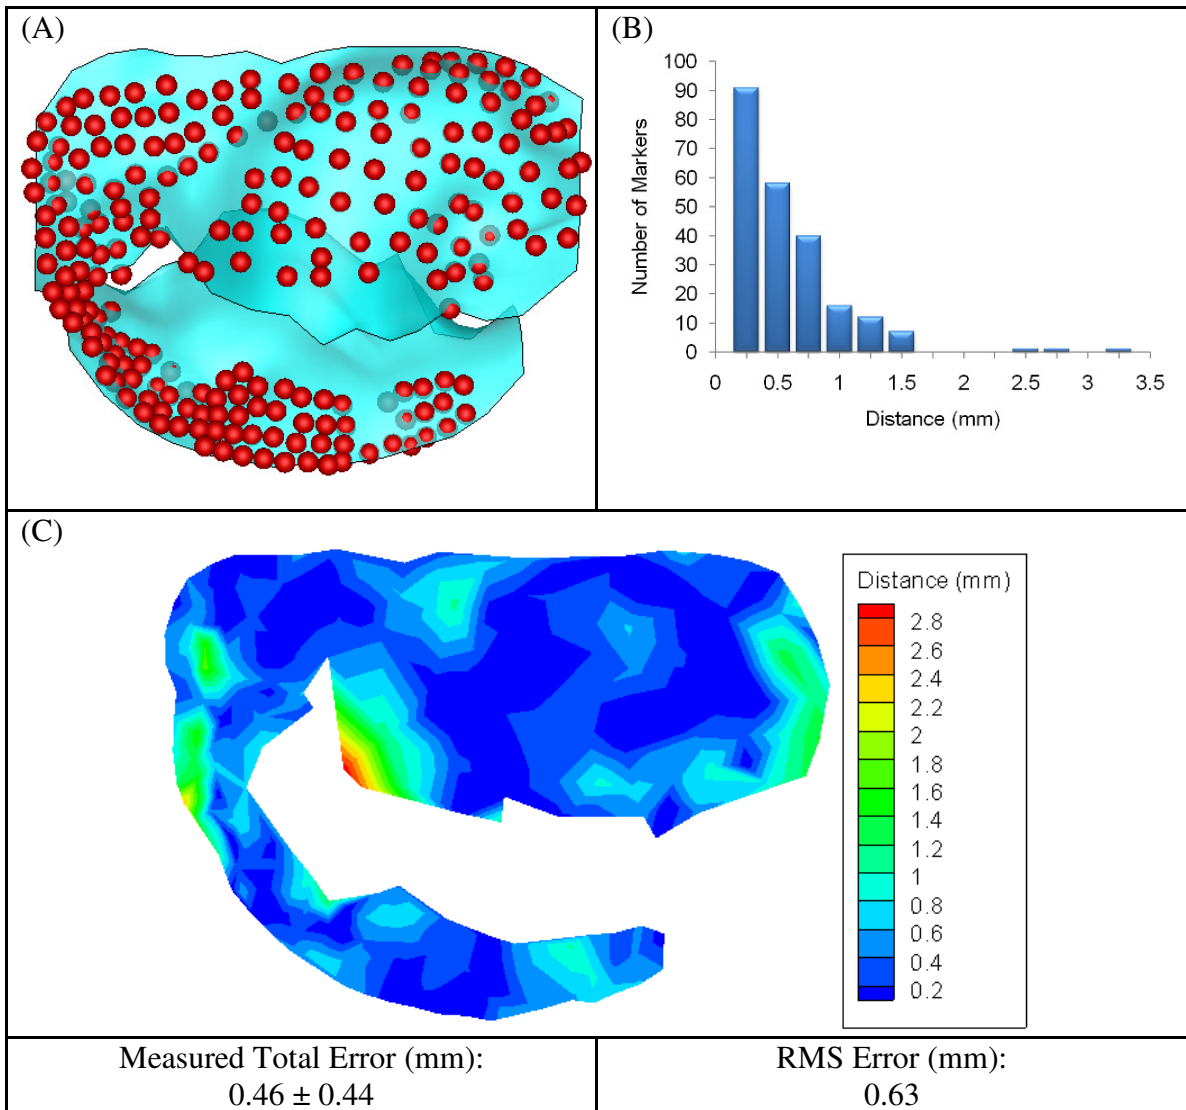 (A)
(B)
Number of Markers
100
90
80
70
60
50
40
30
20
10
0
0 0.5 1 1.5 2 2.5 3 3.5
Distance (mm)
(C)
Distance (mm)
2.8
2.6
2.4
2.2
2
1.8
1.6
1.4
1.2
1
0.8
0.6
0.4
0.2
Measured Total Error (mm):
0.46 ± 0.44
RMS Error (mm):
0.63